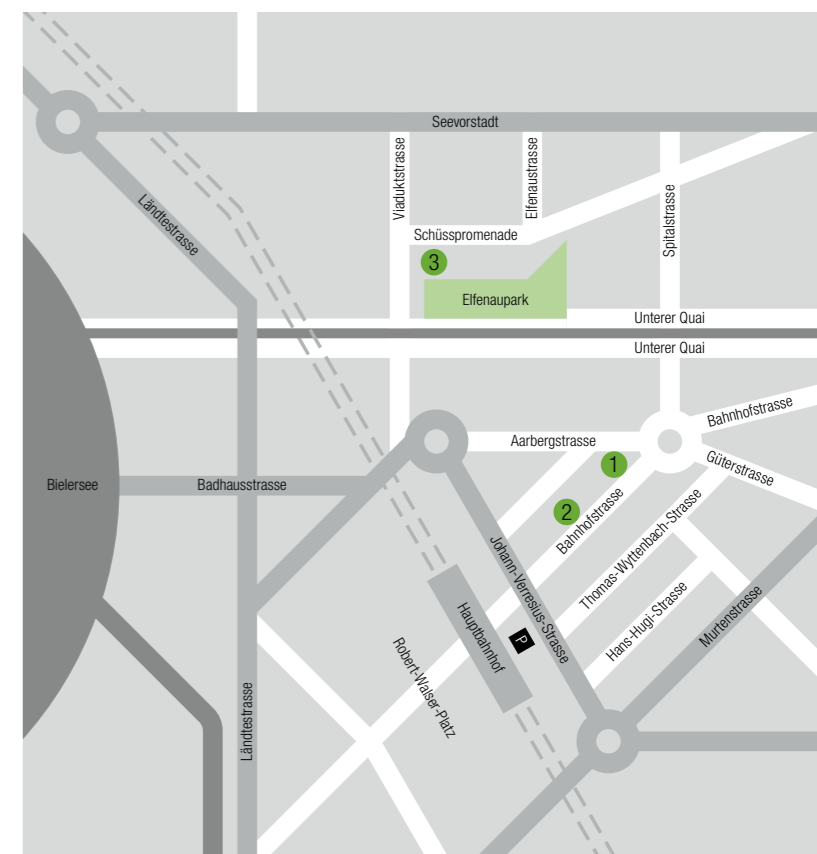 Seevorstadt
Viaduktstrasse
Elfenaustrasse
Spitalstrasse
Ländtestrasse
Schüsspromenade
3
Elfenaupark
Unterer Quai
Unterer Quai
Bahnhofstrasse
Aarbergstrasse
Güterstrasse
1
Bielersee
Badhausstrasse
2
Bahnhofstrasse
Thomas-Wyttenbach-Strasse
Johann-Verresius-Strasse
Hans-Hugi-Strasse
Murtenstrasse
Hauptbahnhof
P
Robert-Walser-Platz
Ländtestrasse